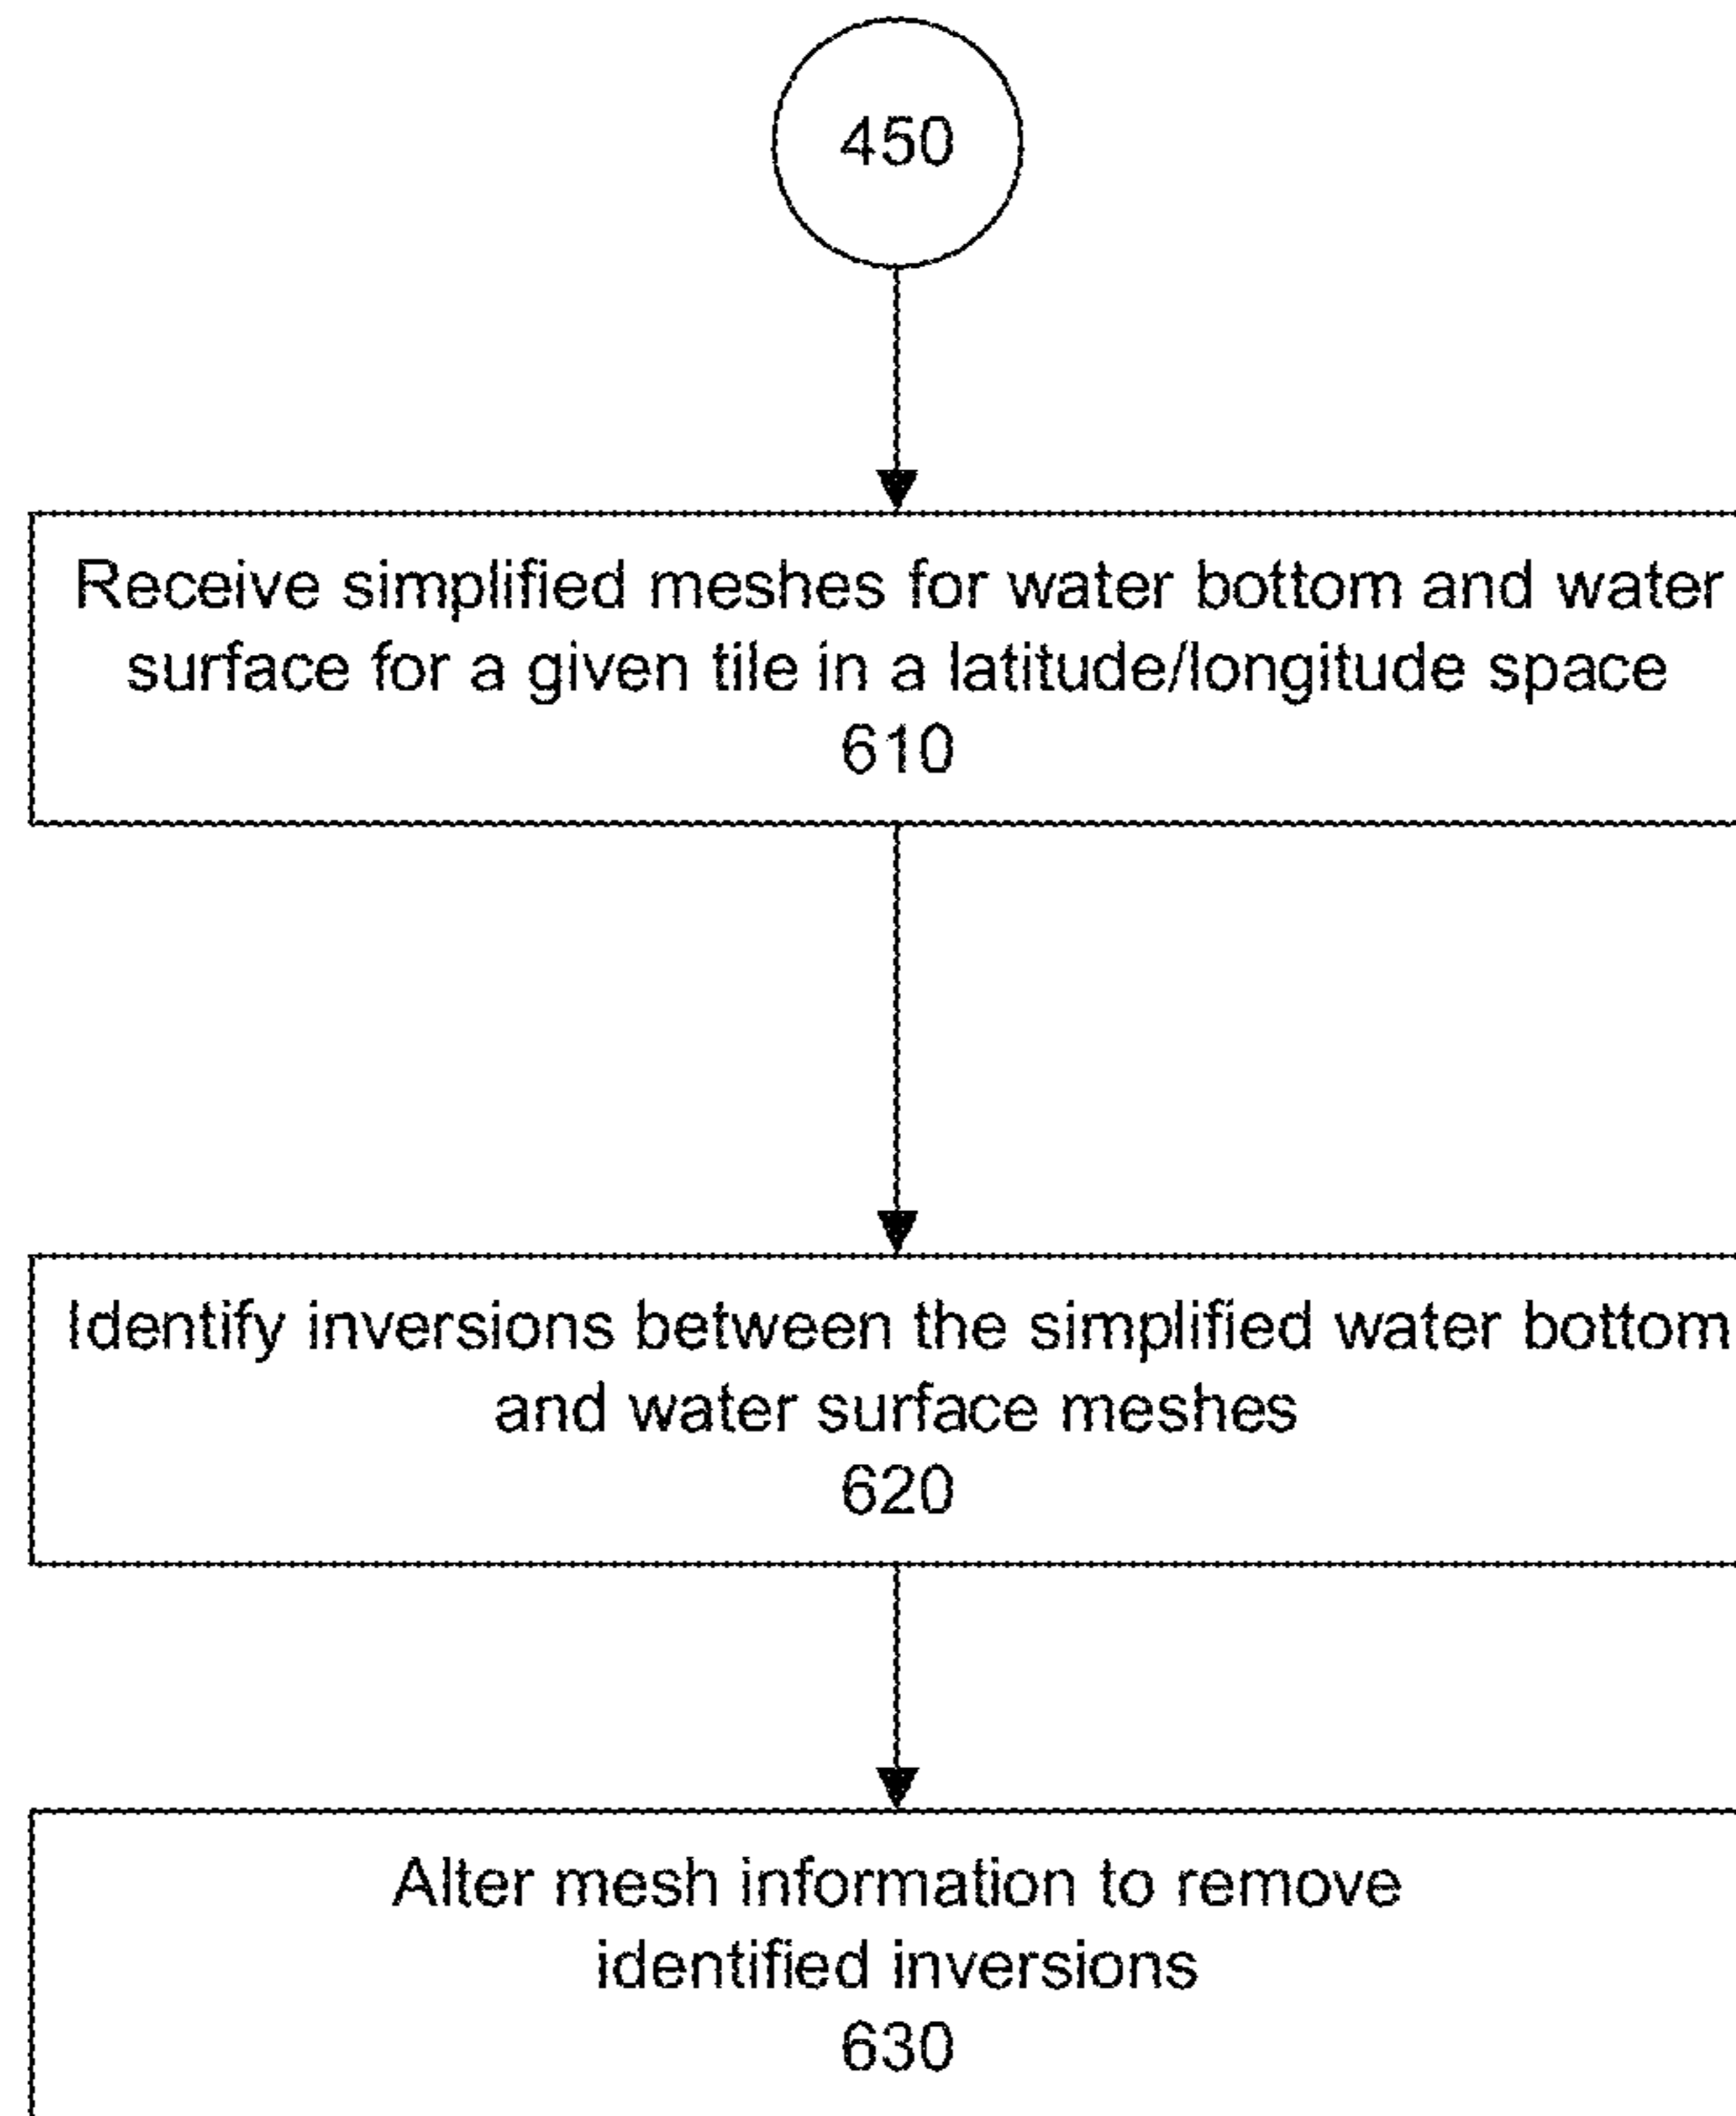 450
Receive simplified meshes for water bottom and water
surface for a given tile in a latitude/longitude space
610
Identify inversions between the simplified water bottom
and water surface meshes
620
Alter mesh information to remove
identified inversions
630